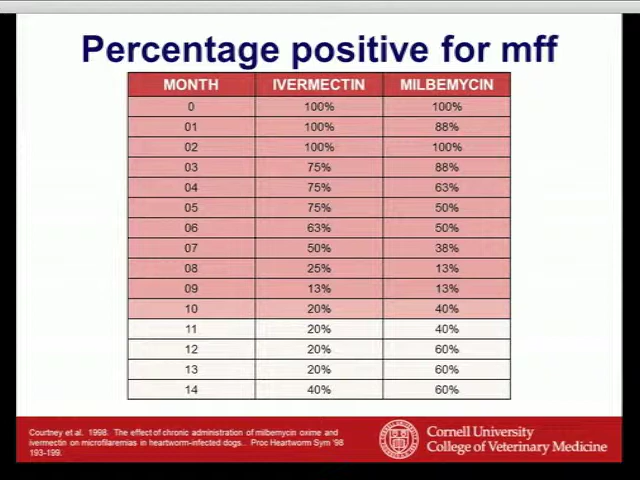 Percentage positive for mff
MONTH IVERMECTIN MILBEMYCIN
0 100% 100%
01 100% 88%
02 100% 100%
03 75% 88%
04 75% 63%
05 75% 50%
06 63% 50%
07 50% 38%
08 25% 13%
09 13% 13%
10 20% 40%
11 20% 40%
12 20% 60%
13 20% 60%
14 40% 60%
Courtney et al. 1998. The effect of chronic administration of milbemycin oxime and
ivermectin on microfilaremias in heartworm-infected dogs.. Proc Heartworm Sym '98
193-199.
Cornell University
College of Veterinary Medicine